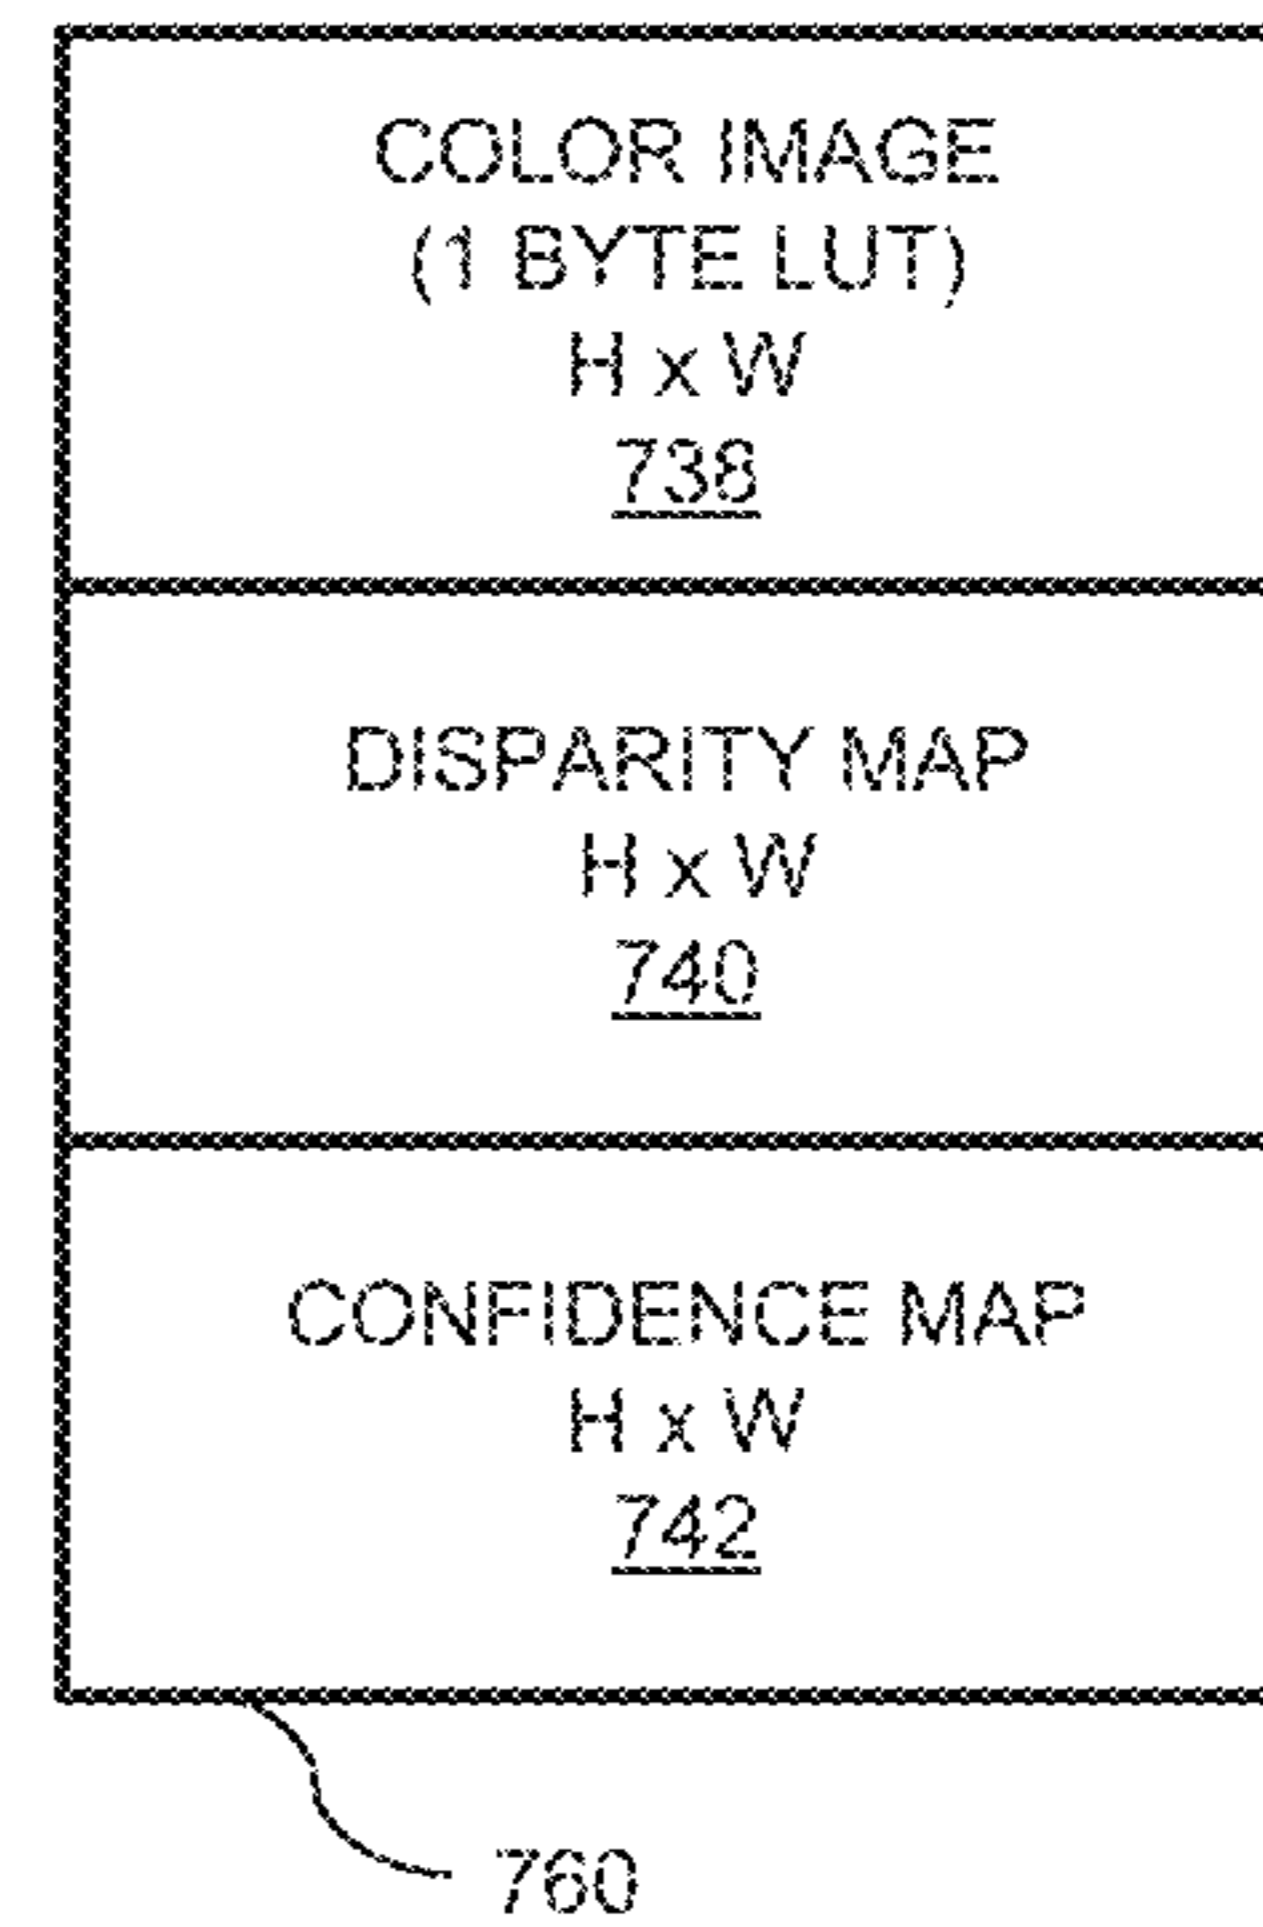 COLOR IMAGE
(1 BYTE LUT)
H x W
738
DISPARITY MAP
H x W
740
CONFIDENCE MAP
H x W
742
760